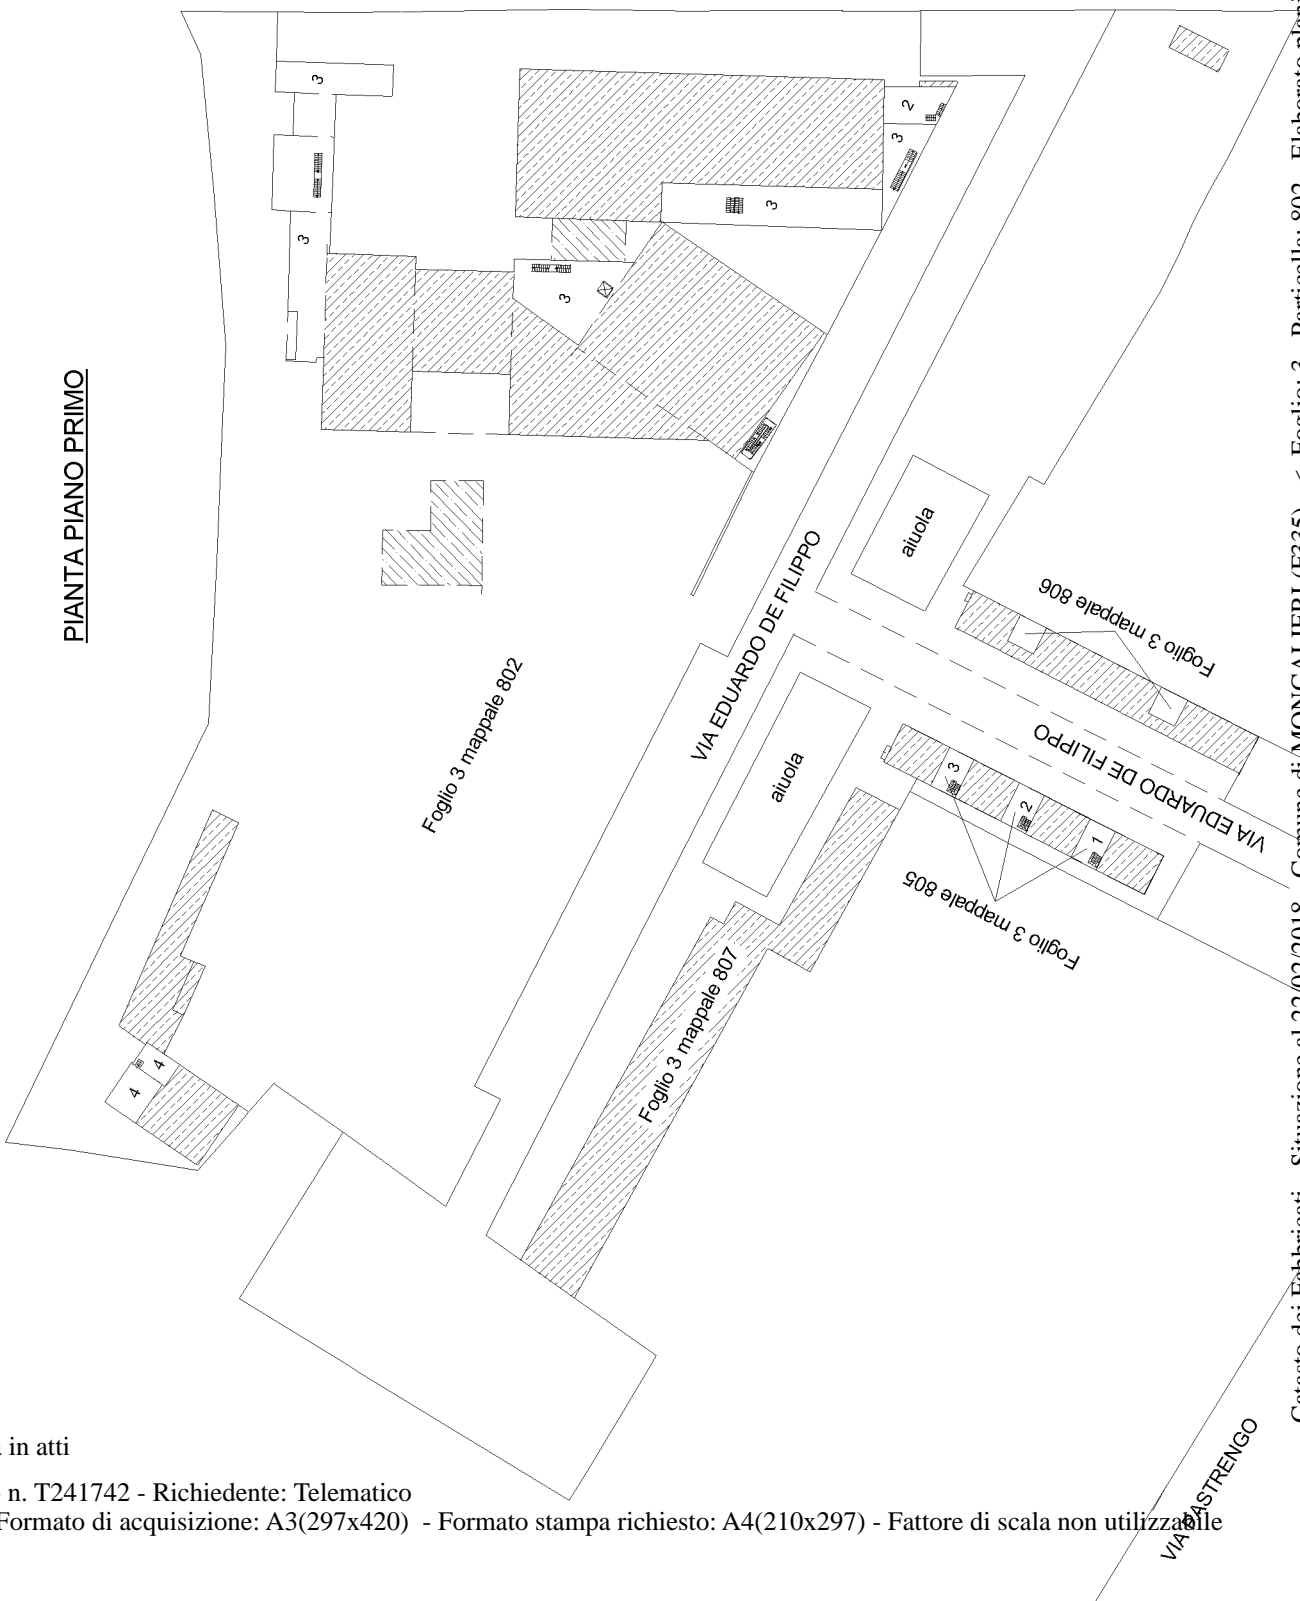 PIANTA PIANO PRIMO
3
3
2
3
3
3
Foglio 3 mappale 802
VIA EDUARDO DE FILIPPO
aiuola
aiuola
Foglio 3 mappale 806
VIA EDUARDO DE FILIPPO
3
2
1
Foglio 3 mappale 805
Foglio 3 mappale 807
4
4
VIA PASTRENGO
in atti
n. T241742 - Richiedente: Telematico
Formato di acquisizione: A3(297x420) - Formato stampa richiesto: A4(210x297) - Fattore di scala non utilizzabile
Catasto dei Fabbricati - Situazione al 22/02/2018 - Comune di MONCALIERI (F335) - < Foglio: 3 - Particella: 802 - Elaborato